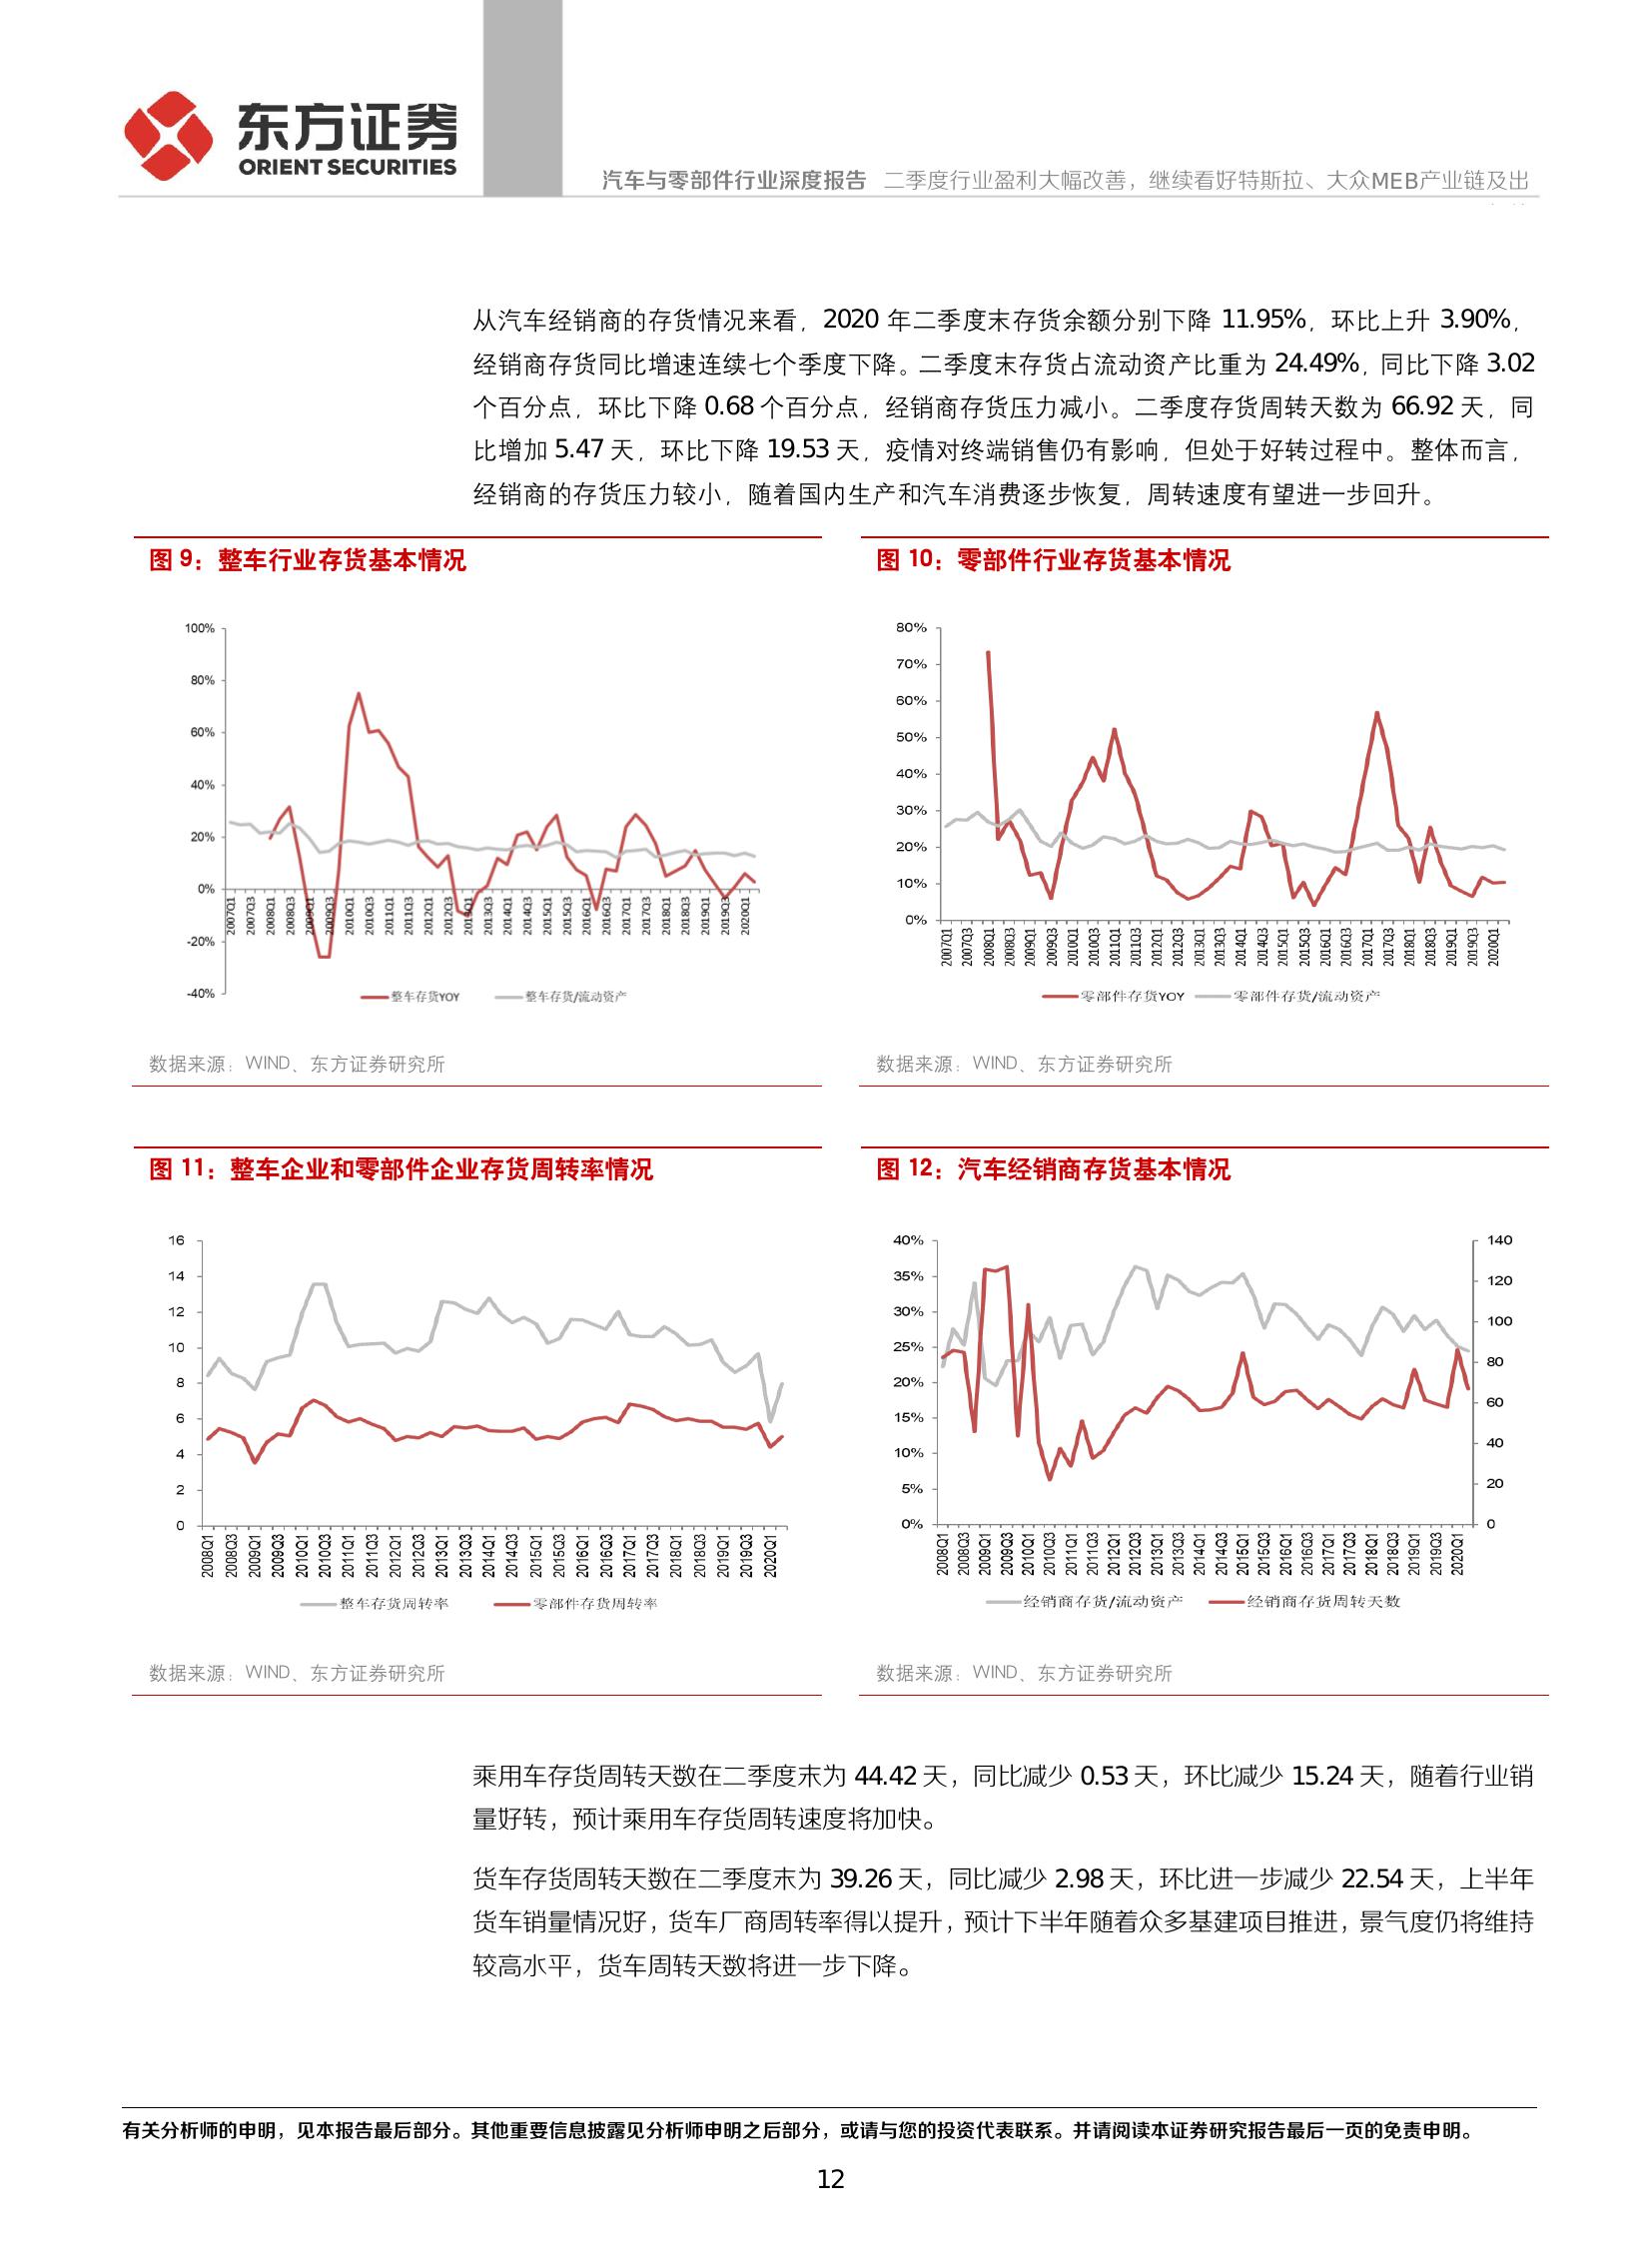 东方证券
ORIENT SECURITIES
汽车与零部件行业深度报告 二季度行业盈利大幅改善，继续看好特斯拉、大众MEB产业链及出
从汽车经销商的存货情况来看，2020 年二季度末存货余额分别下降 11.95%，环比上升 3.90%，
经销商存货同比增速连续七个季度下降。二季度末存货占流动资产比重为 24.49%，同比下降 3.02
个百分点，环比下降 0.68 个百分点，经销商存货压力减小。二季度存货周转天数为 66.92 天，同
比增加 5.47 天，环比下降 19.53 天，疫情对终端销售仍有影响，但处于好转过程中。整体而言，
经销商的存货压力较小，随着国内生产和汽车消费逐步恢复，周转速度有望进一步回升。
图 9：整车行业存货基本情况
100%
80%
60%
40%
20%
0%
-20%
-40%
2007Q1 2007Q3 2008Q1 2008Q3 2009Q1 2009Q3 2010Q1 2010Q3 2011Q1 2011Q3 2012Q1 2012Q3 2013Q1 2013Q3 2014Q1 2014Q3 2015Q1 2015Q3 2016Q1 2016Q3 2017Q1 2017Q3 2018Q1 2018Q3 2019Q1 2019Q3 2020Q1
整车存货YOY 整车存货/流动资产
数据来源：WIND、东方证券研究所
图 10：零部件行业存货基本情况
80%
70%
60%
50%
40%
30%
20%
10%
0%
2007Q1 2007Q3 2008Q1 2008Q3 2009Q1 2009Q3 2010Q1 2010Q3 2011Q1 2011Q3 2012Q1 2012Q3 2013Q1 2013Q3 2014Q1 2014Q3 2015Q1 2015Q3 2016Q1 2016Q3 2017Q1 2017Q3 2018Q1 2018Q3 2019Q1 2019Q3 2020Q1
零部件存货YOY 零部件存货/流动资产
数据来源：WIND、东方证券研究所
图 11：整车企业和零部件企业存货周转率情况
16
14
12
10
8
6
4
2
0
2008Q1 2008Q3 2009Q1 2009Q3 2010Q1 2010Q3 2011Q1 2011Q3 2012Q1 2012Q3 2013Q1 2013Q3 2014Q1 2014Q3 2015Q1 2015Q3 2016Q1 2016Q3 2017Q1 2017Q3 2018Q1 2018Q3 2019Q1 2019Q3 2020Q1
整车存货周转率 零部件存货周转率
数据来源：WIND、东方证券研究所
图 12：汽车经销商存货基本情况
40% 140
35% 120
30% 100
25% 80
20% 60
15% 40
10% 20
5% 0
0%
2008Q1 2008Q3 2009Q1 2009Q3 2010Q1 2010Q3 2011Q1 2011Q3 2012Q1 2012Q3 2013Q1 2013Q3 2014Q1 2014Q3 2015Q1 2015Q3 2016Q1 2016Q3 2017Q1 2017Q3 2018Q1 2018Q3 2019Q1 2019Q3 2020Q1
经销商存货/流动资产 经销商存货周转天数
数据来源：WIND、东方证券研究所
乘用车存货周转天数在二季度末为 44.42 天，同比减少 0.53 天，环比减少 15.24 天，随着行业销
量好转，预计乘用车存货周转速度将加快。
货车存货周转天数在二季度末为 39.26 天，同比减少 2.98 天，环比进一步减少 22.54 天，上半年
货车销量情况好，货车厂商周转率得以提升，预计下半年随着众多基建项目推进，景气度仍将维持
较高水平，货车周转天数将进一步下降。
有关分析师的申明，见本报告最后部分。其他重要信息披露见分析师申明之后部分，或请与您的投资代表联系。并请阅读本证券研究报告最后一页的免责申明。
12